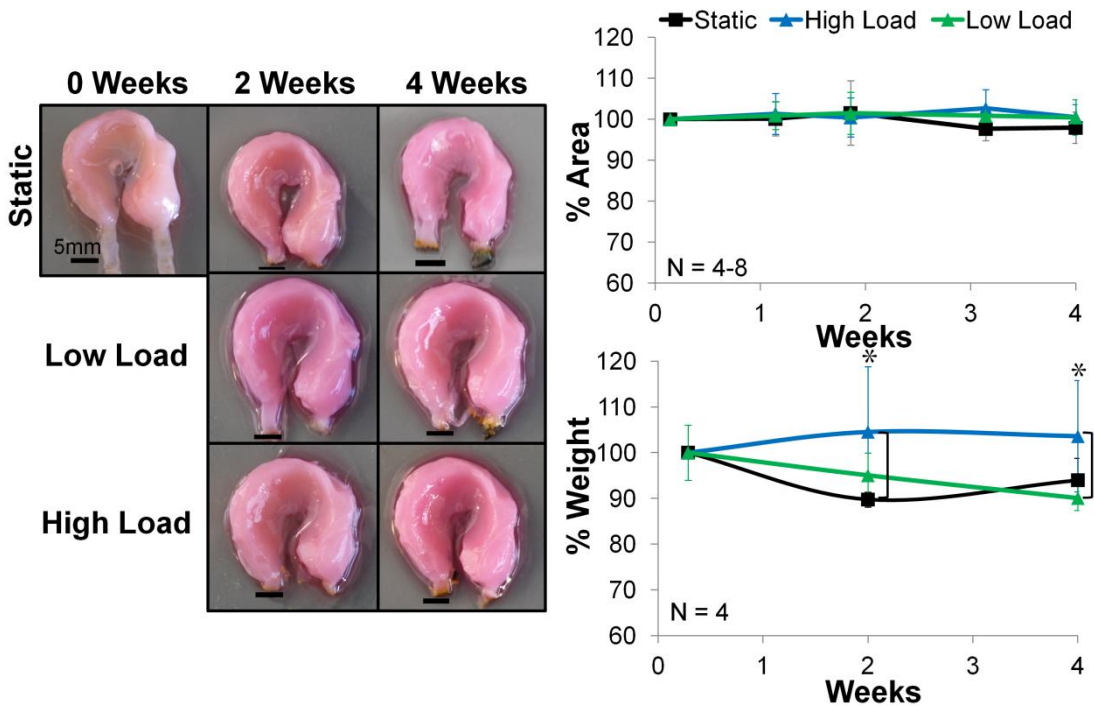 0 Weeks 2 Weeks 4 Weeks
Static
5mm
Low Load
High Load
Static High Load Low Load
120
110
100
90
80
70
60
% Area
N = 4-8
0 1 2 3 4
Weeks
120
110
100
90
80
70
60
% Weight
*
*
N = 4
0 1 2 3 4
Weeks